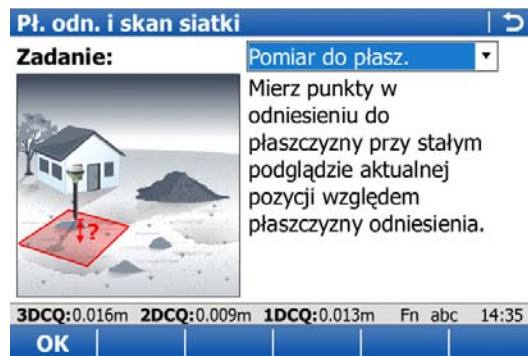 Pł. odn. i skan siatki
Zadanie:
Pomiar do płasz.
Mierz punkty w
odniesieniu do
płaszczyzny przy stałym
podglądzie aktualnej
pozycji względem
płaszczyzny odniesienia.
?
3DCQ:0.016m 2DCQ:0.009m 1DCQ:0.013m Fn abc 14:35
OK